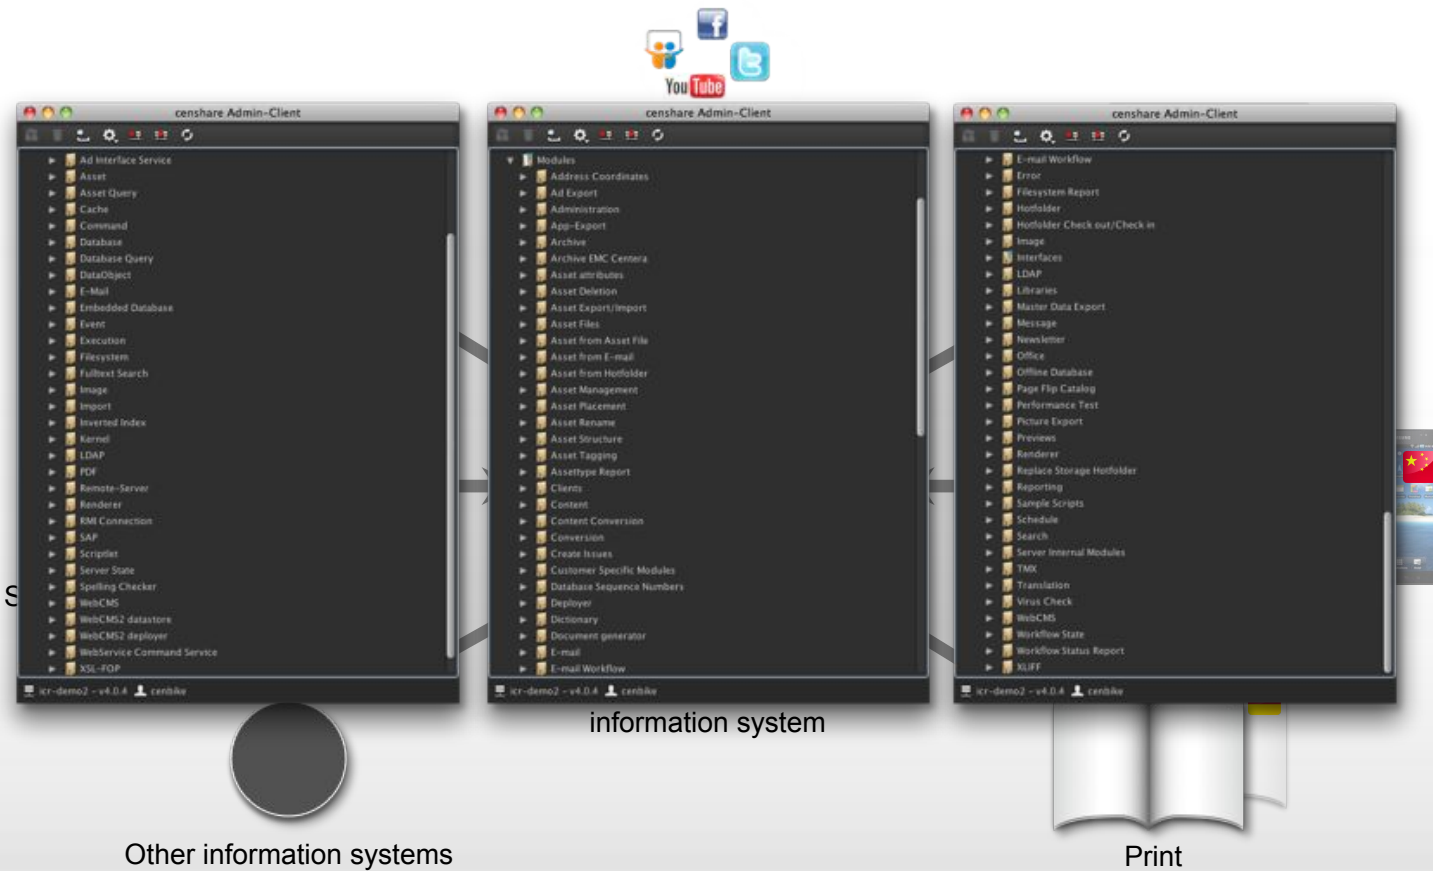 You Tube
censhare Admin-Client
Ad Interface Service
Asset
Asset Query
Cache
Command
Database
Database Query
DataObject
E-Mail
Embedded Database
Event
Execution
Filesystem
Fulltext Search
Image
Import
Inverted Index
Kernel
LDAP
PDF
Remote-Server
Renderer
RMI Connection
SAP
Scriptlet
Server State
Spelling Checker
WebCMS
WebCMS2 datastore
WebCMS2 deployer
WebService Command Service
XSL-FOP
icr-demo2 - v4.0.4 cenbike
censhare Admin-Client
Modules
Address Coordinates
Ad Export
Administration
App-Export
Archive
Archive EMC Centera
Asset attributes
Asset Deletion
Asset Export/Import
Asset Files
Asset from Asset File
Asset from E-mail
Asset from Hotfolder
Asset Management
Asset Placement
Asset Rename
Asset Structure
Asset Tagging
Assettype Report
Clients
Content
Content Conversion
Conversion
Create Issues
Customer Specific Modules
Database Sequence Numbers
Deployer
Dictionary
Document generator
E-mail
E-mail Workflow
icr-demo2 - v4.0.4 cenbike
censhare Admin-Client
E-mail Workflow
Error
Filesystem Report
Hotfolder
Hotfolder Check out/Check in
Image
Interfaces
LDAP
Libraries
Master Data Export
Message
Newsletter
Office
Offline Database
Page Flip Catalog
Performance Test
Picture Export
Previews
Renderer
Replace Storage Hotfolder
Reporting
Sample Scripts
Schedule
Search
Server Internal Modules
TMX
Translation
Virus Check
WebCMS
Workflow State
Workflow Status Report
XLIFF
icr-demo2 - v4.0.4 cenbike
S
information system
Other information systems
Print